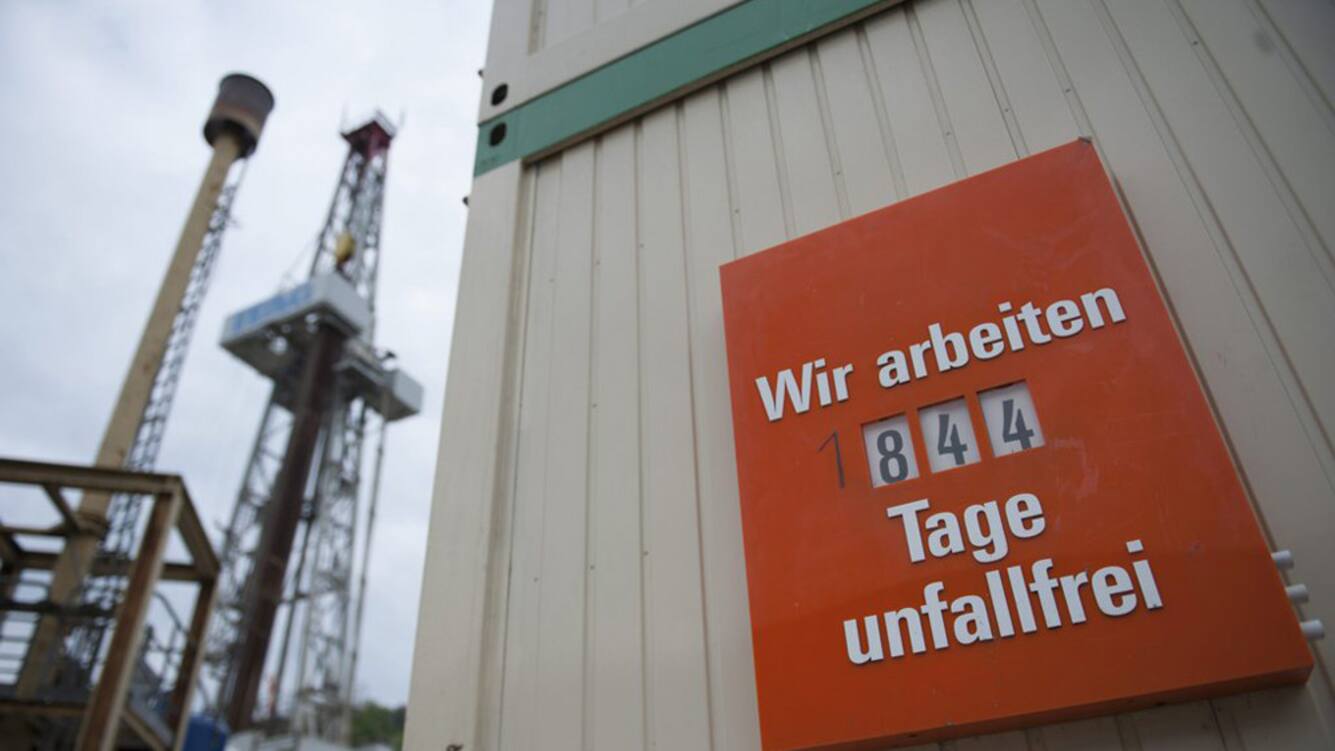 Wir arbeiten
1844
Tage
unfallfrei